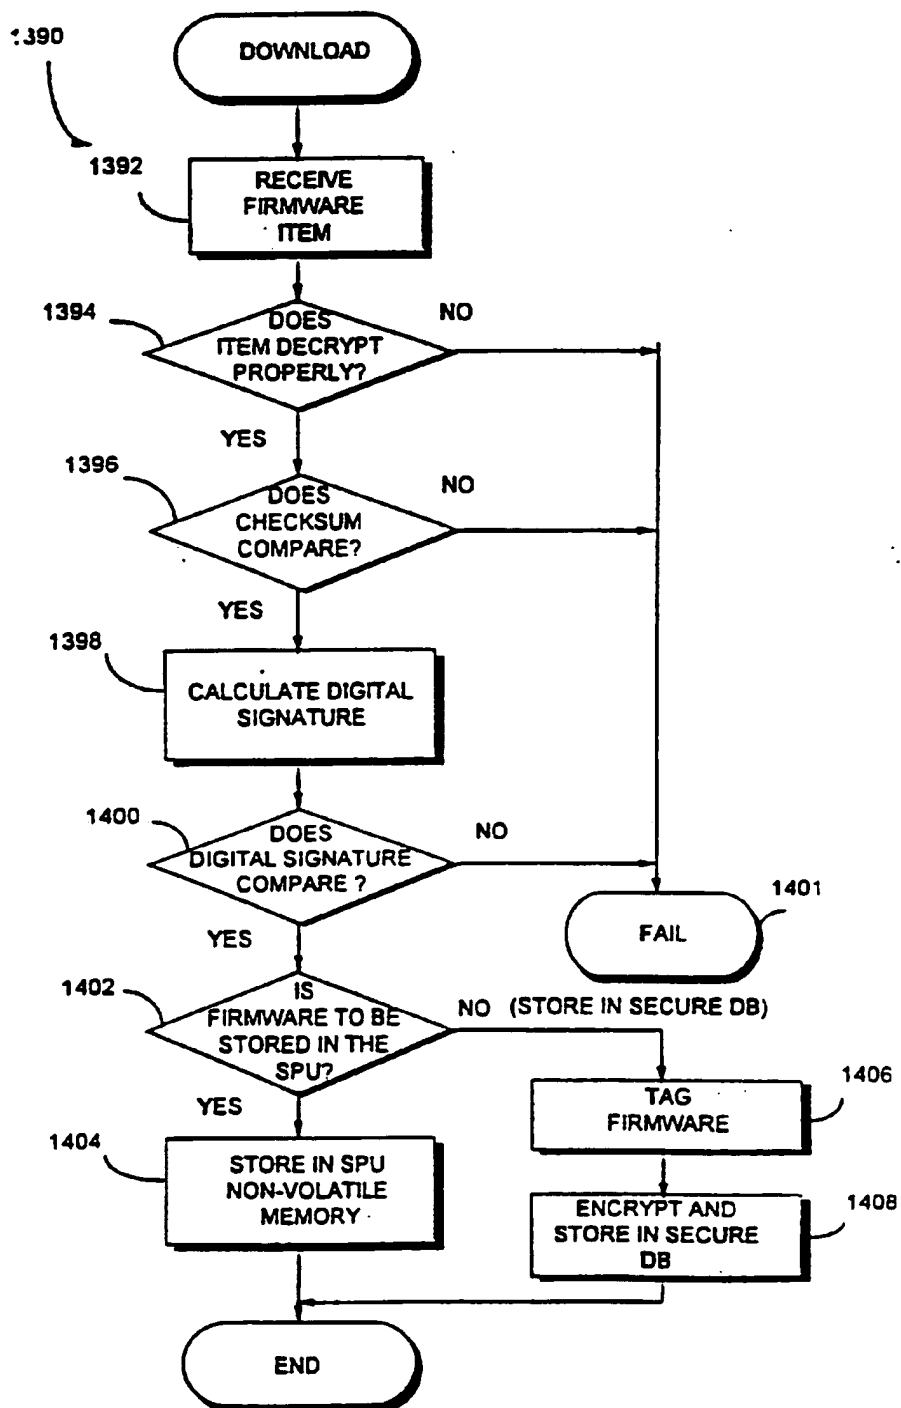 1390
DOWNLOAD
1392
RECEIVE
FIRMWARE
ITEM
1394
DOES
ITEM DECRYPT
PROPERLY?
NO
YES
1396
DOES
CHECKSUM
COMPARE?
NO
YES
1398
CALCULATE DIGITAL
SIGNATURE
1400
DOES
DIGITAL SIGNATURE
COMPARE ?
NO
1401
FAIL
YES
1402
IS
FIRMWARE TO BE
STORED IN THE
SPU?
NO (STORE IN SECURE DB)
YES
1406
TAG
FIRMWARE
1404
STORE IN SPU
NON-VOLATILE
MEMORY
1408
ENCRYPT AND
STORE IN SECURE
DB
END